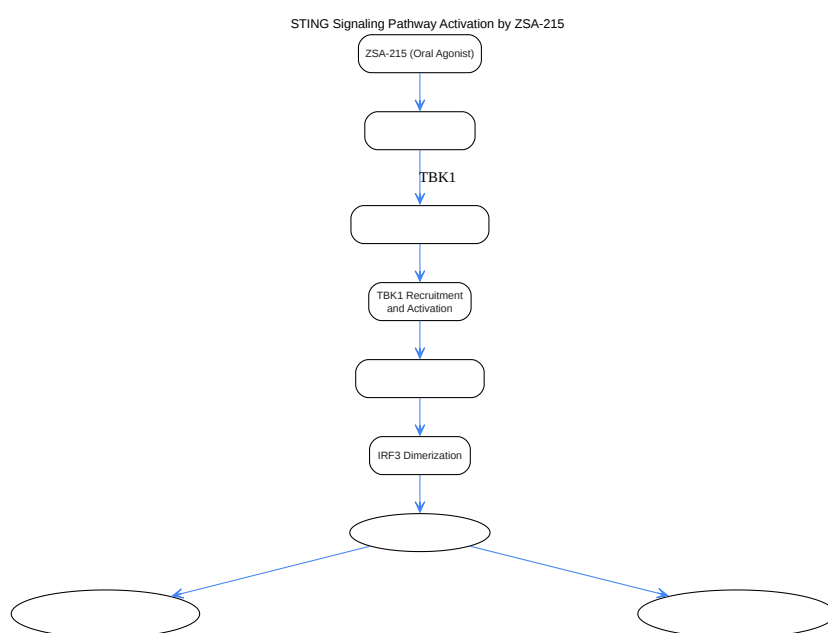 STING Signaling Pathway Activation by ZSA-215
ZSA-215 (Oral Agonist)
TBK1
TBK1 Recruitment
and Activation
IRF3 Dimerization